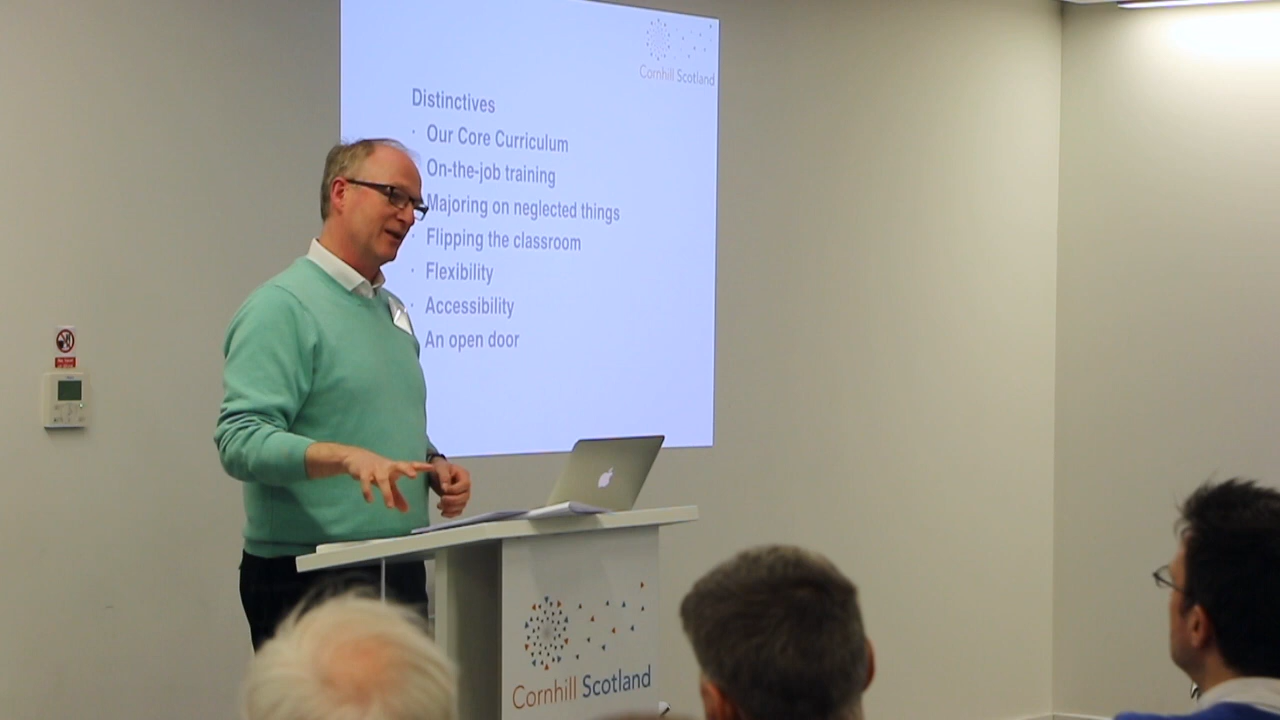 Cornhill Scotland
Distinctives
· Our Core Curriculum
On-the-job training
Majoring on neglected things
· Flipping the classroom
· Flexibility
· Accessibility
An open door
Cornhill Scotland